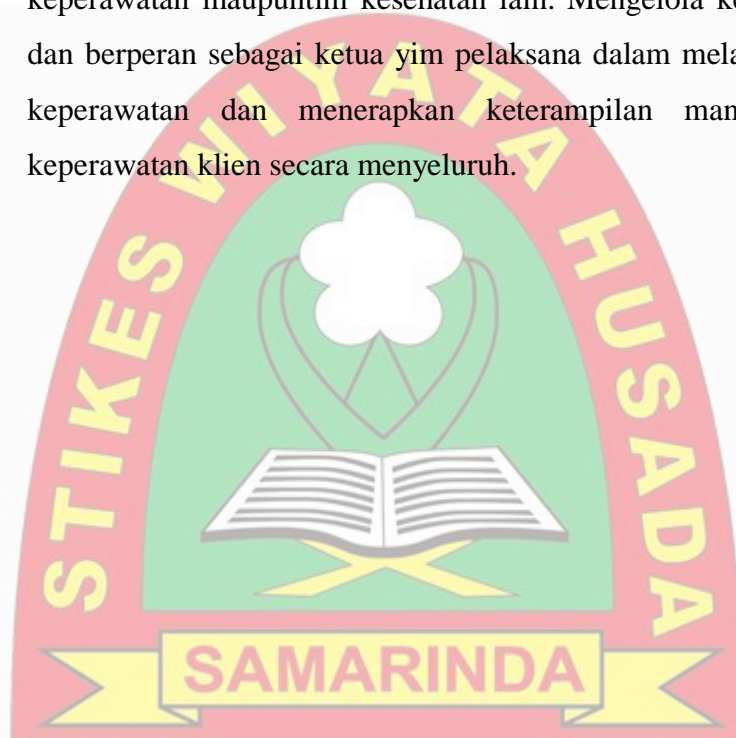 keperawatan maupuntim kesehatan lain. Mengelola ke
dan berperan sebagai ketua yim pelaksana dalam mela
keperawatan dan menerapkan keterampilan man
keperawatan klien secara menyeluruh.
STIKES WIYATA HUSADA
SAMARINDA